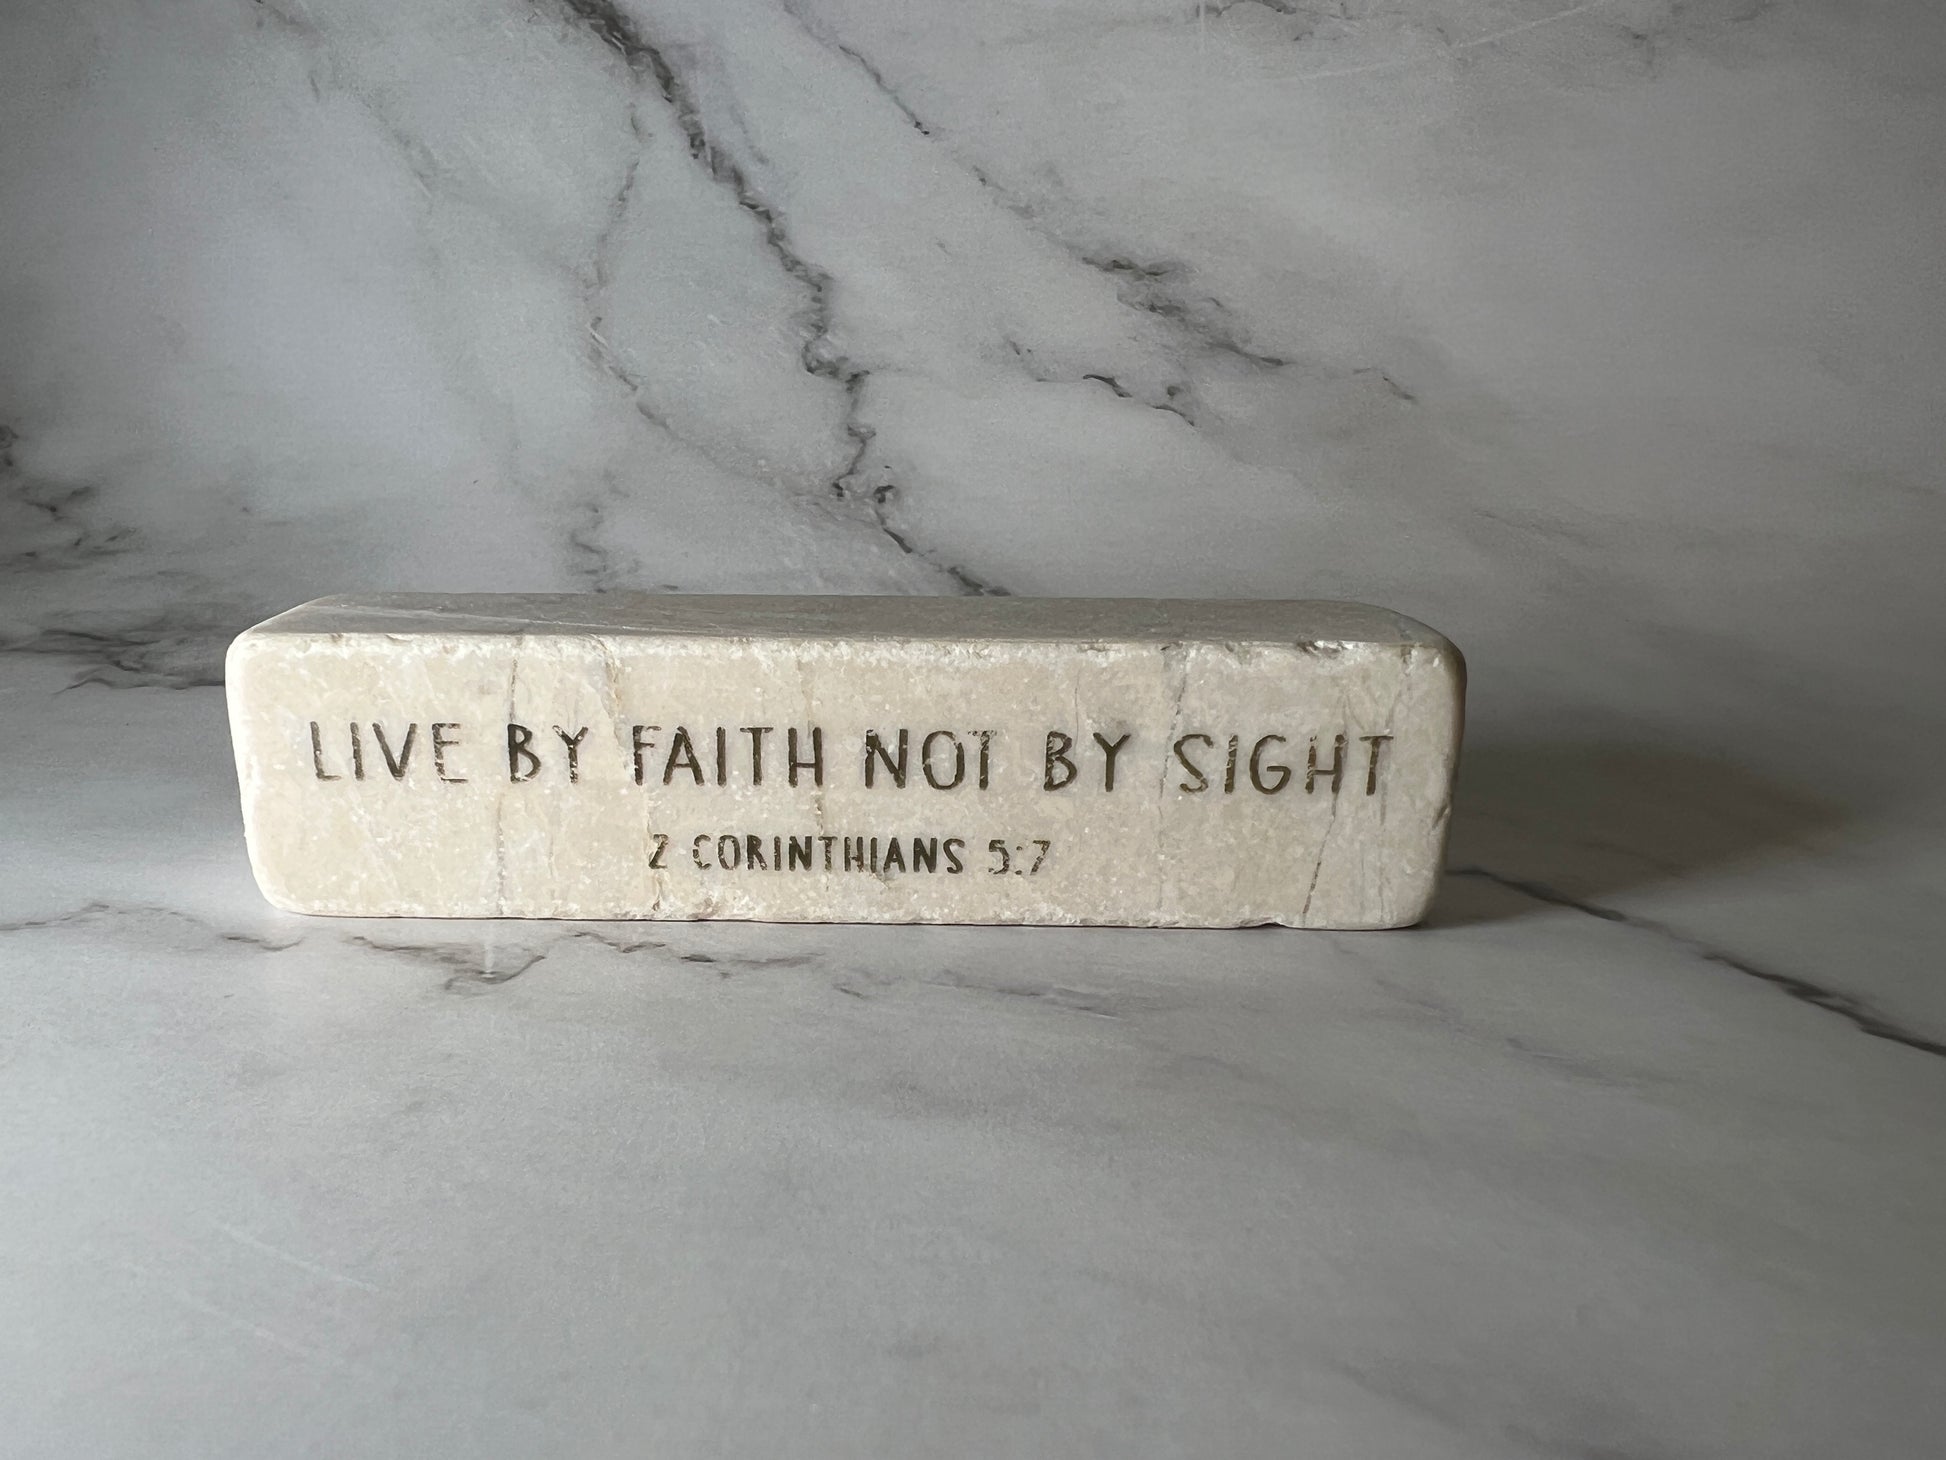 LIVE BY FAITH NOT BY SIGHT
2 CORINTHIANS 5:7